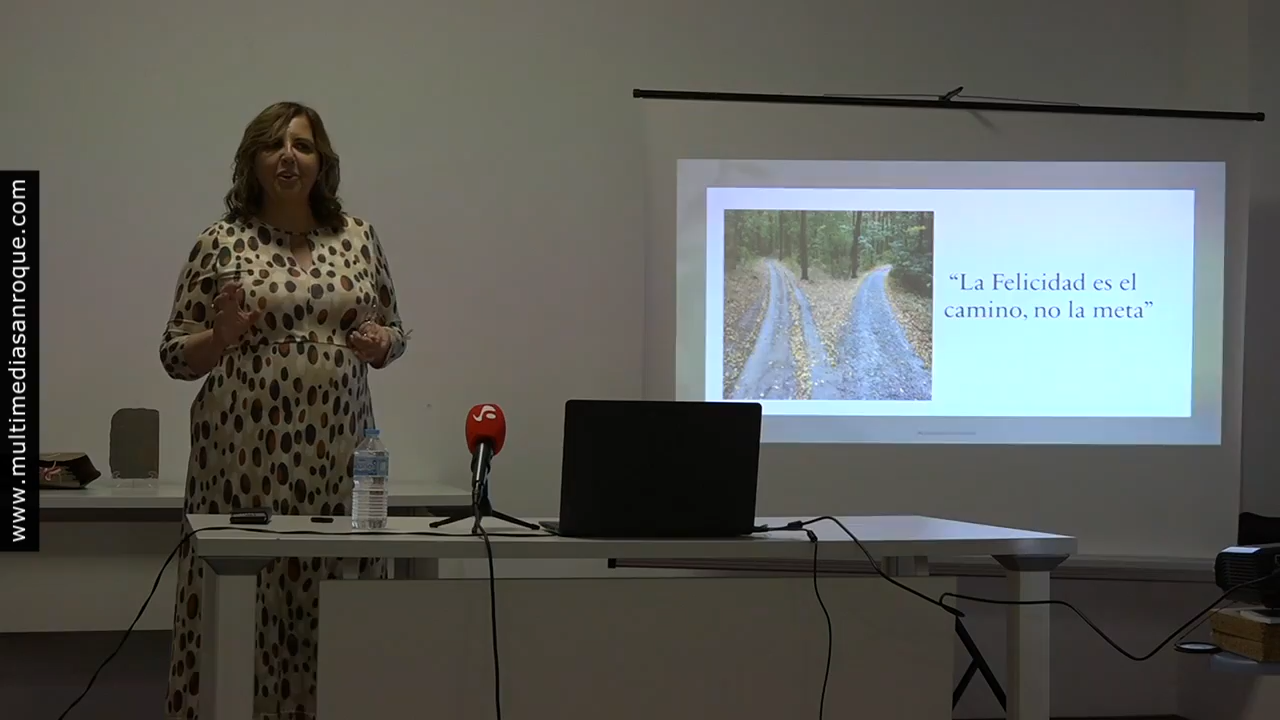 www.multimediasanroque.com
“La Felicidad es el
camino, no la meta”